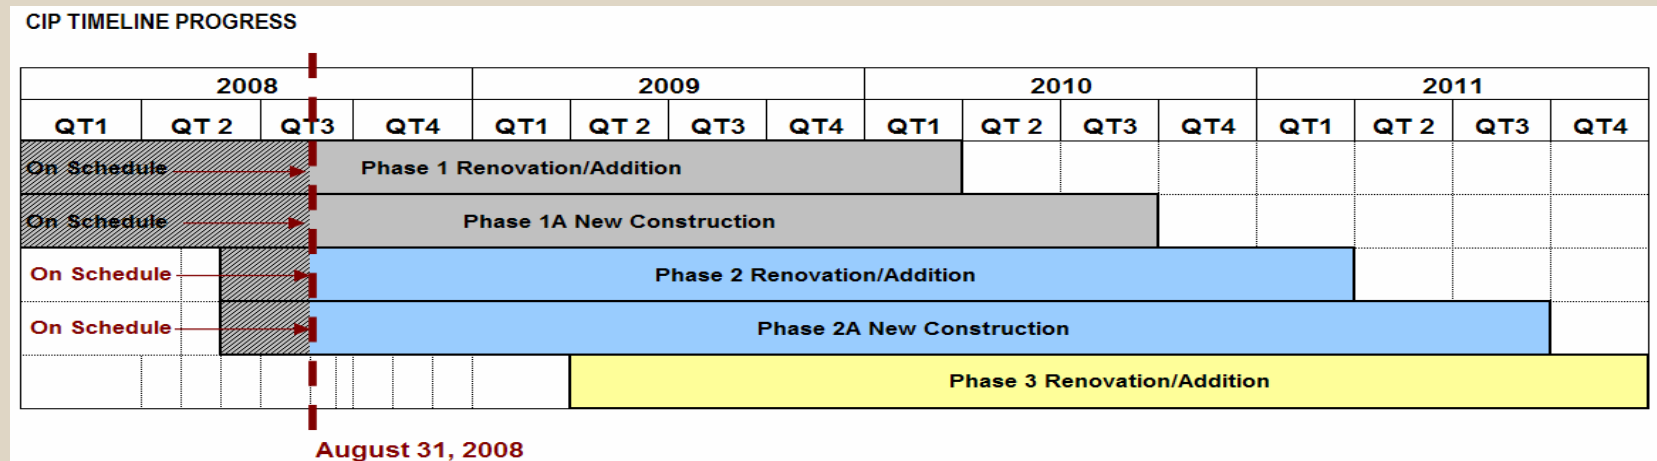 CIP TIMELINE PROGRESS
2008 2009 2010 2011
QT1 QT 2 QT3 QT4 QT1 QT 2 QT3 QT4 QT1 QT 2 QT3 QT4 QT1 QT 2 QT3 QT4
On Schedule Phase 1 Renovation/Addition
On Schedule Phase 1A New Construction
On Schedule Phase 2 Renovation/Addition
On Schedule Phase 2A New Construction
Phase 3 Renovation/Addition
August 31, 2008